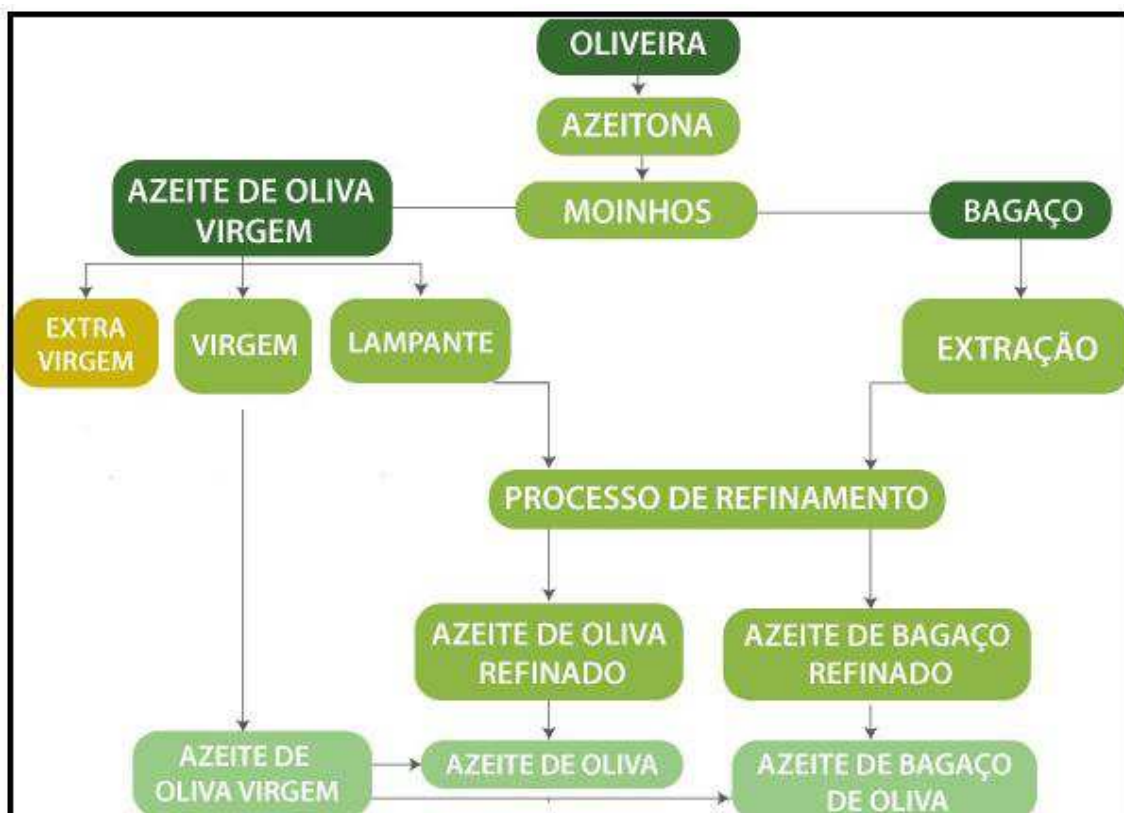 OLIVEIRA
AZEITONA
MOINHOS
AZEITE DE OLIVA
VIRGEM
BAGAÇO
EXTRA
VIRGEM
VIRGEM
LAMPANTE
EXTRAÇÃO
PROCESSO DE REFINAMENTO
AZEITE DE OLIVA
REFINADO
AZEITE DE BAGAÇO
REFINADO
AZEITE DE
OLIVA VIRGEM
AZEITE DE OLIVA
AZEITE DE BAGAÇO
DE OLIVA